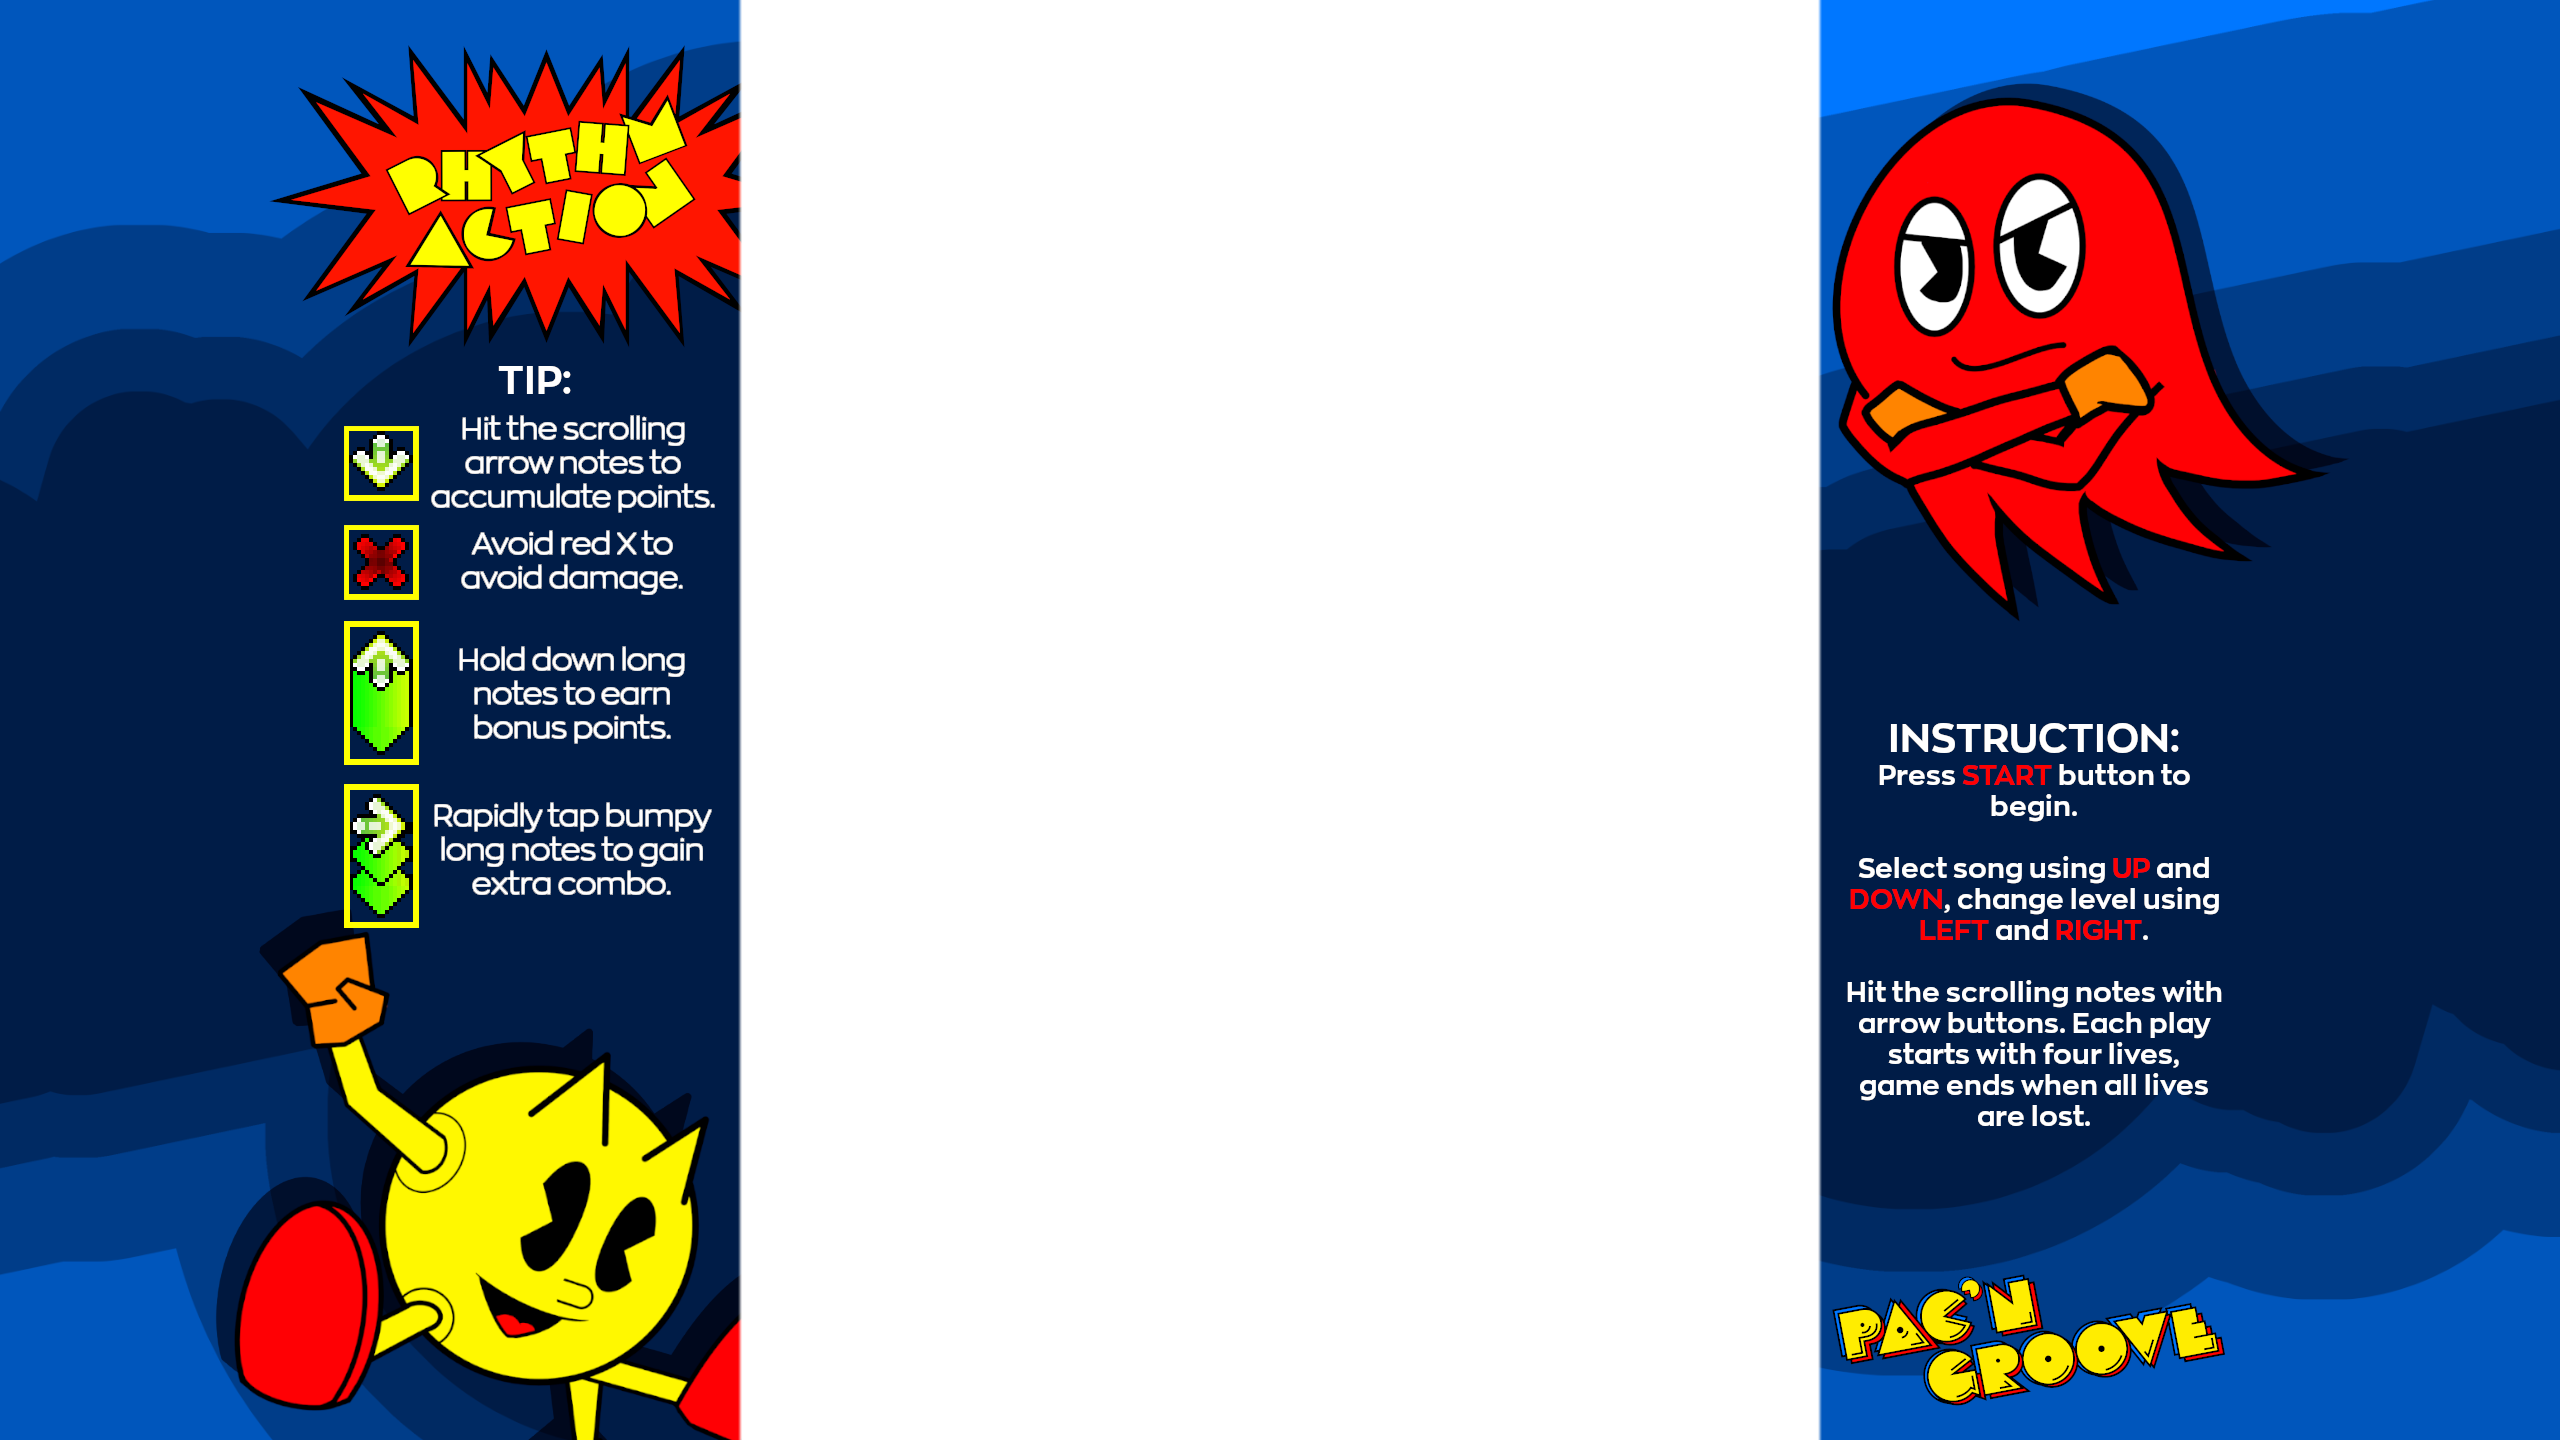 RHYTHM
ACTION
TIP:
Hit the scrolling
arrow notes to
accumulate points.
Avoid red X to
avoid damage.
Hold down long
notes to earn
bonus points.
Rapidly tap bumpy
long notes to gain
extra combo.
INSTRUCTION:
Press START button to
begin.
Select song using UP and
DOWN, change level using
LEFT and RIGHT.
Hit the scrolling notes with
arrow buttons. Each play
starts with four lives,
game ends when all lives
are lost.
PAC'N
GROOVE